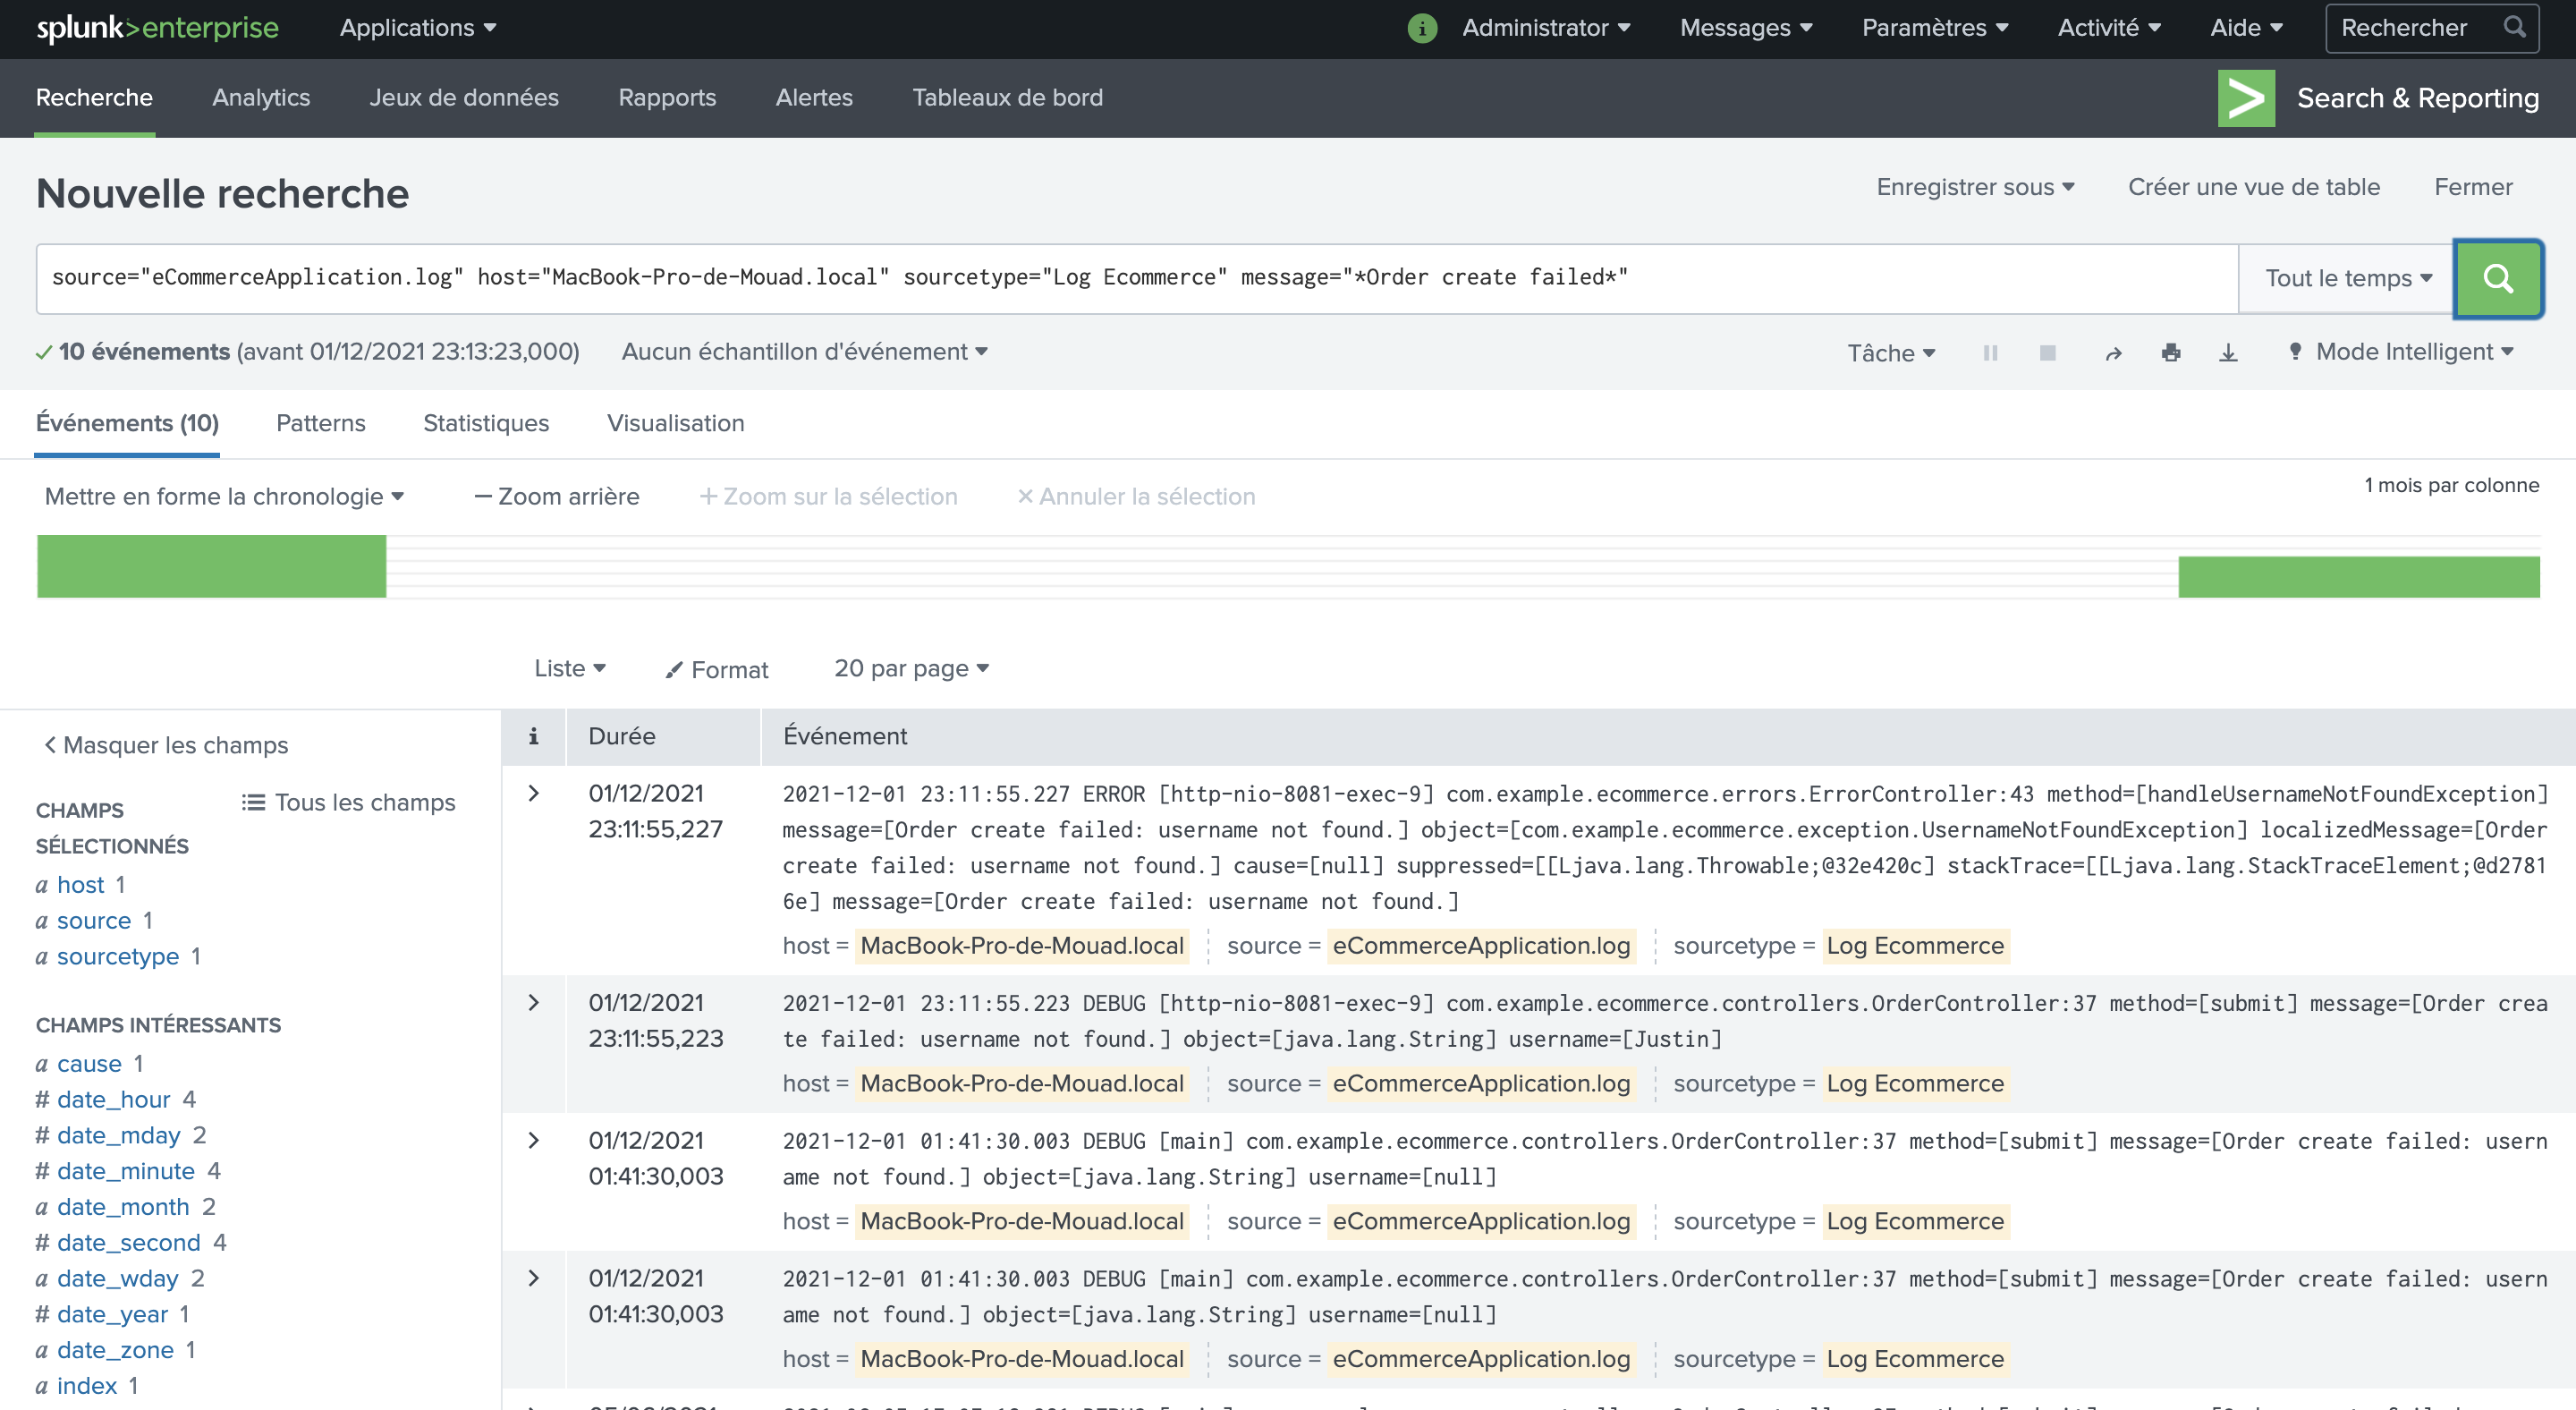 splunk>enterprise Applications Administrator Messages Paramètres Activité Aide Rechercher
Recherche Analytics Jeux de données Rapports Alertes Tableaux de bord Search & Reporting
Nouvelle recherche
Enregistrer sous Créer une vue de table Fermer
source="eCommerceApplication.log" host="MacBook-Pro-de-Mouad.local" sourcetype="Log Ecommerce" message="*Order create failed*"
Tout le temps
10 événements (avant 01/12/2021 23:13:23,000) Aucun échantillon d'événement Tâche Mode Intelligent
Événements (10) Patterns Statistiques Visualisation
Mettre en forme la chronologie — Zoom arrière + Zoom sur la sélection × Annuler la sélection 1 mois par colonne
Liste Format 20 par page
< Masquer les champs
Tous les champs
CHAMPS
SÉLECTIONNÉS
a host 1
a source 1
a sourcetype 1
CHAMPS INTÉRESSANTS
a cause 1
# date_hour 4
# date_mday 2
# date_minute 4
a date_month 2
# date_second 4
a date_wday 2
# date_year 1
a date_zone 1
a index 1
i Durée Événement
01/12/2021
23:11:55,227
2021-12-01 23:11:55.227 ERROR [http-nio-8081-exec-9] com.example.ecommerce.errors.ErrorController:43 method=[handleUsernameNotFoundException]
message=[Order create failed: username not found.] object=[com.example.ecommerce.exception.UsernameNotFoundException] localizedMessage=[Order
create failed: username not found.] cause=[null] suppressed=[[Ljava.lang.Throwable;@32e420c] stackTrace=[[Ljava.lang.StackTraceElement;@d2781
6e] message=[Order create failed: username not found.]
host = MacBook-Pro-de-Mouad.local source = eCommerceApplication.log sourcetype = Log Ecommerce
01/12/2021
23:11:55,223
2021-12-01 23:11:55.223 DEBUG [http-nio-8081-exec-9] com.example.ecommerce.controllers.OrderController:37 method=[submit] message=[Order crea
te failed: username not found.] object=[java.lang.String] username=[Justin]
host = MacBook-Pro-de-Mouad.local source = eCommerceApplication.log sourcetype = Log Ecommerce
01/12/2021
01:41:30,003
2021-12-01 01:41:30.003 DEBUG [main] com.example.ecommerce.controllers.OrderController:37 method=[submit] message=[Order create failed: usern
ame not found.] object=[java.lang.String] username=[null]
host = MacBook-Pro-de-Mouad.local source = eCommerceApplication.log sourcetype = Log Ecommerce
01/12/2021
01:41:30,003
2021-12-01 01:41:30.003 DEBUG [main] com.example.ecommerce.controllers.OrderController:37 method=[submit] message=[Order create failed: usern
ame not found.] object=[java.lang.String] username=[null]
host = MacBook-Pro-de-Mouad.local source = eCommerceApplication.log sourcetype = Log Ecommerce